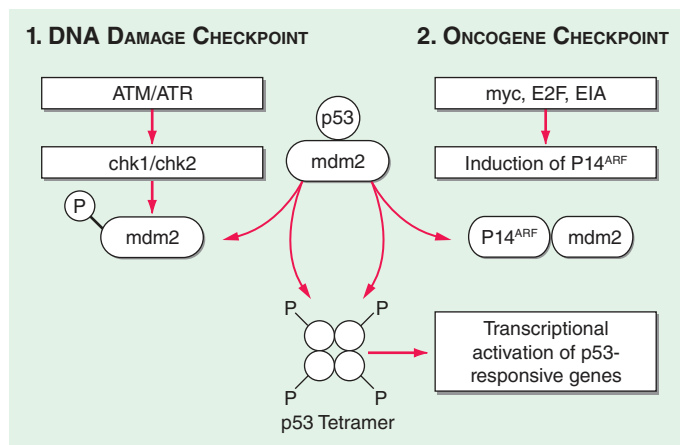 1. DNA DAMAGE CHECKPOINT
ATM/ATR
chk1/chk2
P
mdm2
p53
mdm2
2. ONCOGENE CHECKPOINT
myc, E2F, EIA
Induction of P14ARF
P14ARF
mdm2
P
P
P
P
p53 Tetramer
Transcriptional
activation of p53-
responsive genes